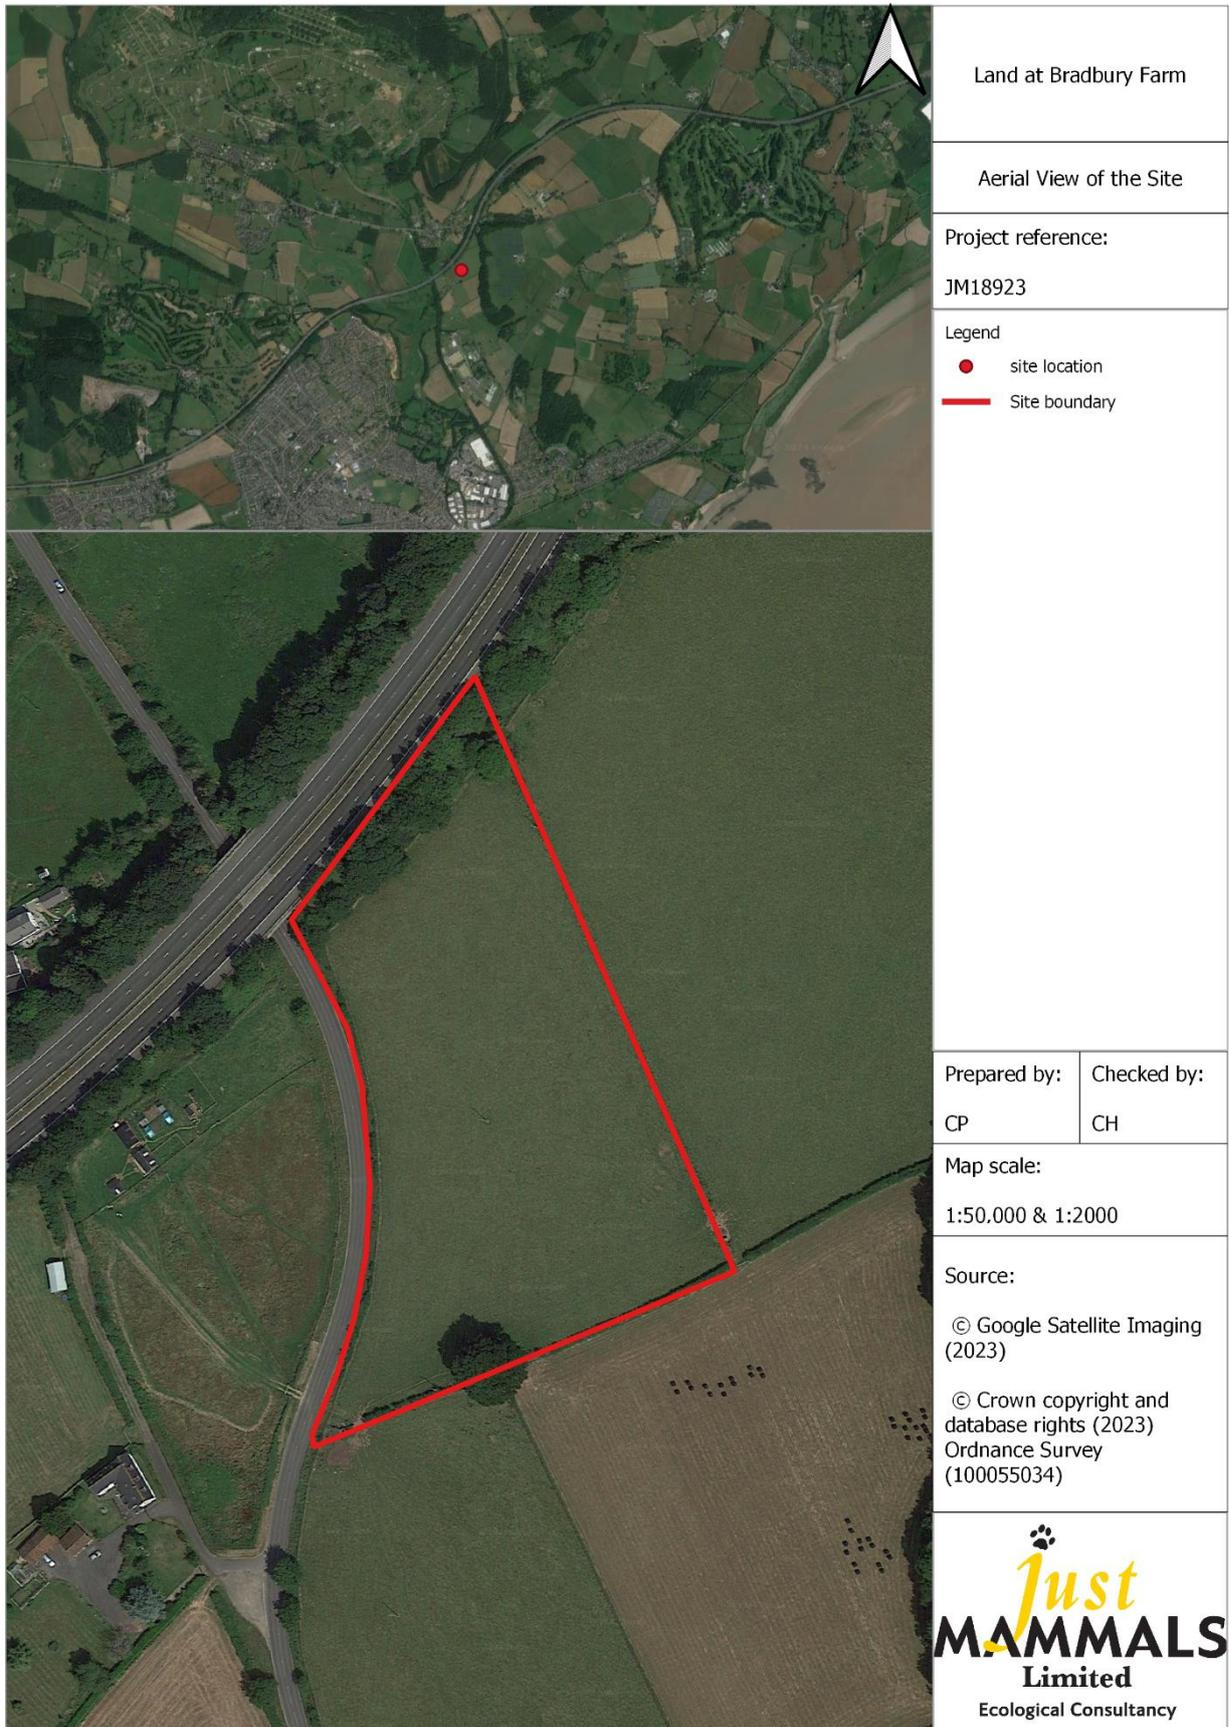 Land at Bradbury Farm
Aerial View of the Site
Project reference:
JM18923
Legend
site location
Site boundary
Prepared by:
CP
Checked by:
CH
Map scale:
1:50,000 & 1:2000
Source:
© Google Satellite Imaging
(2023)
© Crown copyright and
database rights (2023)
Ordnance Survey
(100055034)
just
MAMMALS
Limited
Ecological Consultancy